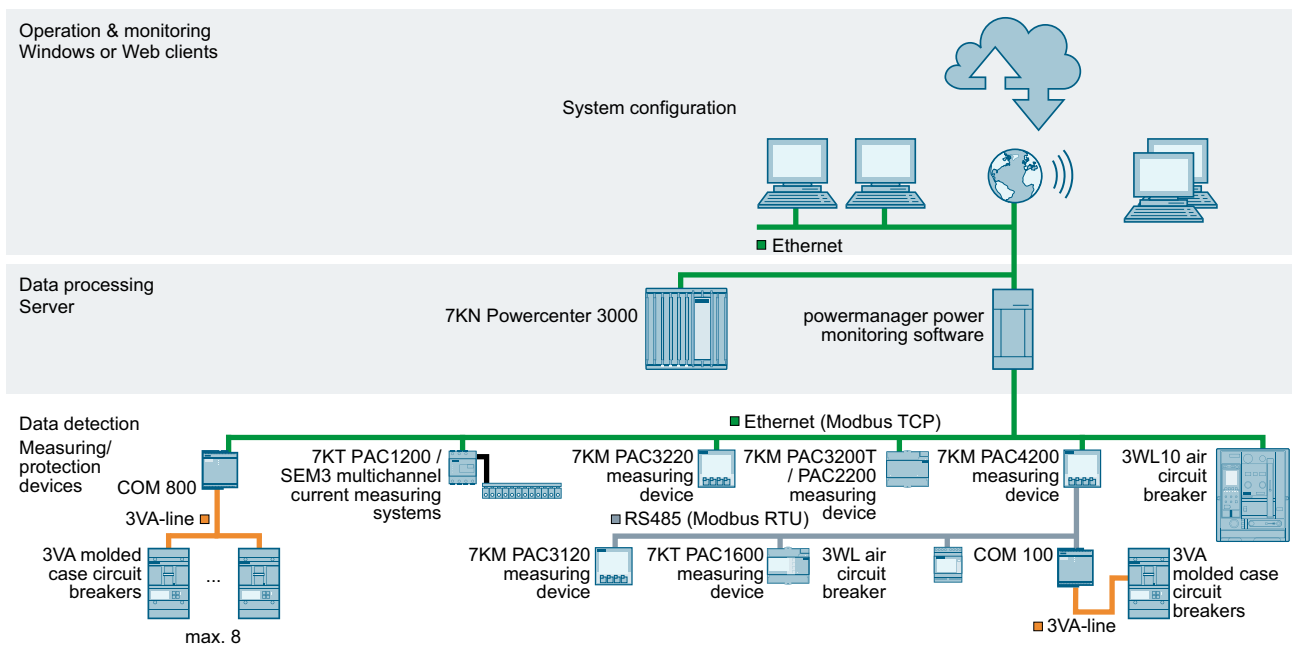 Operation & monitoring
Windows or Web clients
System configuration
Ethernet
Data processing
Server
7KN Powercenter 3000
powermanager power
monitoring software
Data detection
Measuring/
protection
devices
Ethernet (Modbus TCP)
COM 800
7KT PAC1200 /
SEM3 multichannel
current measuring
systems
7KM PAC3220
measuring
device
7KM PAC3200T
/ PAC2200
measuring
device
7KM PAC4200
measuring
device
3WL10 air
circuit
breaker
3VA-line
RS485 (Modbus RTU)
3VA molded
case circuit
breakers
...
max. 8
7KM PAC3120
measuring
device
7KT PAC1600
measuring
device
3WL air
circuit
breaker
COM 100
3VA
molded case
circuit
breakers
3VA-line